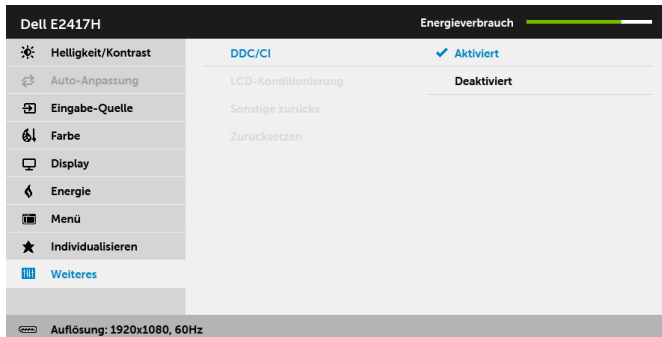 Dell E2417H Energieverbrauch
Helligkeit/Kontrast DDC/CI ✔ Aktiviert
Auto-Anpassung LCD-Konditionierung Deaktiviert
Eingabe-Quelle Sonstige zurücks.
Farbe Zurücksetzen
Display
Energie
Menü
Individualisieren
Weiteres
Auflösung: 1920x1080, 60Hz